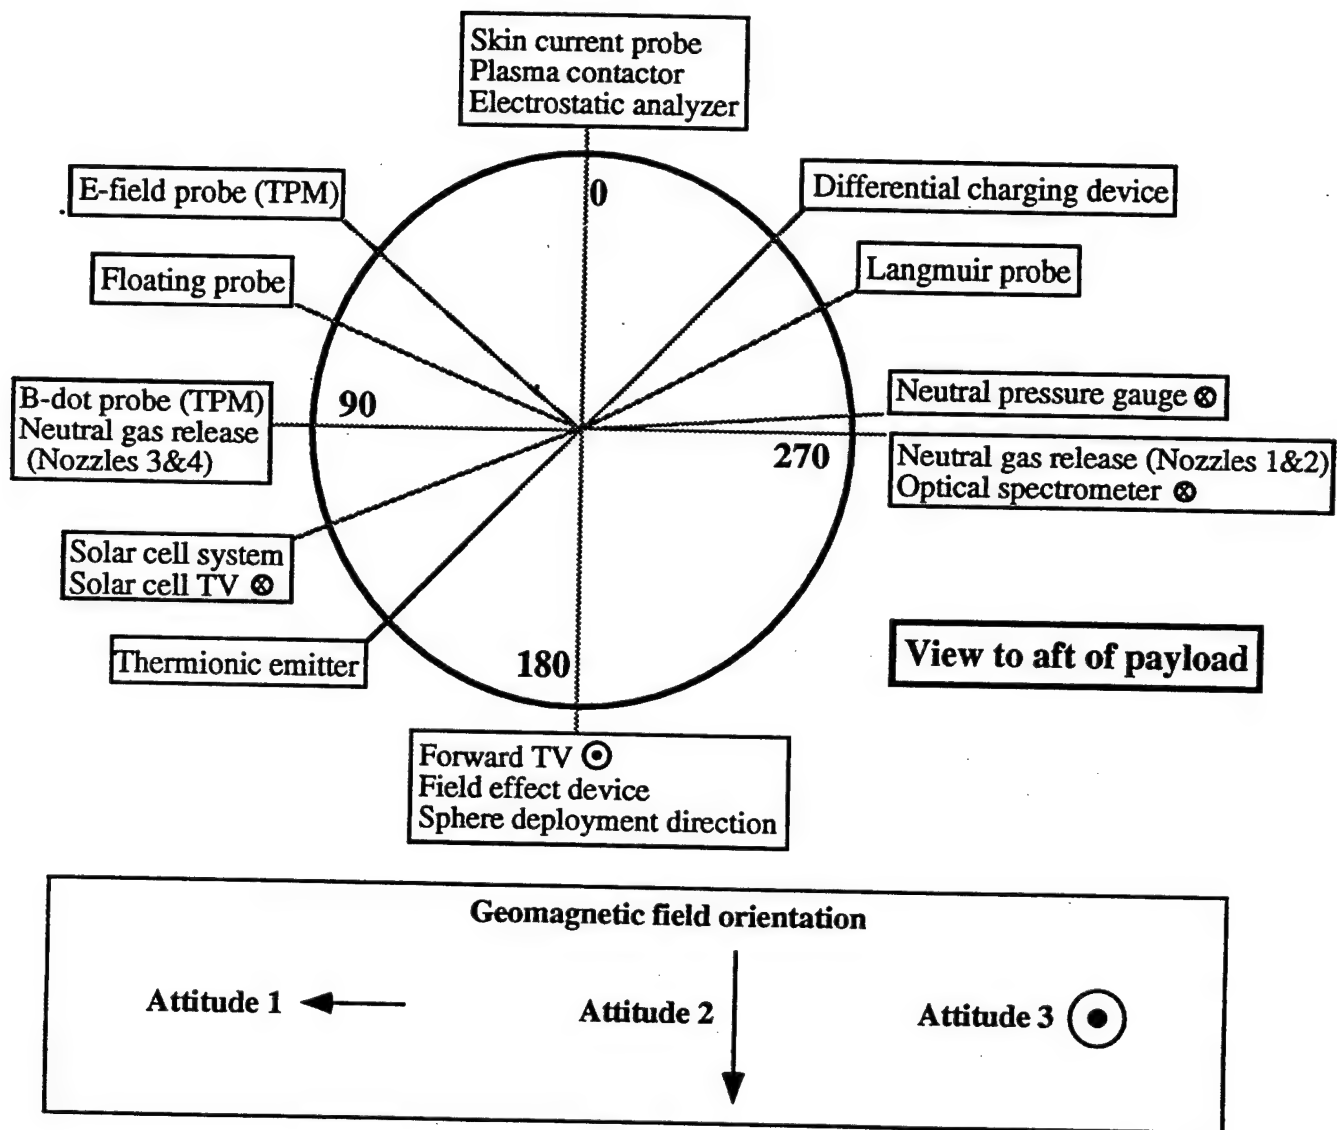 Skin current probe
Plasma contactor
Electrostatic analyzer
E-field probe (TPM)
0
Differential charging device
Floating probe
Langmuir probe
B-dot probe (TPM)
Neutral gas release
(Nozzles 3&4)
90
Neutral pressure gauge ⊗
270
Neutral gas release (Nozzles 1&2)
Optical spectrometer ⊗
Solar cell system
Solar cell TV ⊗
Thermionic emitter
180
View to aft of payload
Forward TV ⊙
Field effect device
Sphere deployment direction
Geomagnetic field orientation
Attitude 1
Attitude 2
Attitude 3